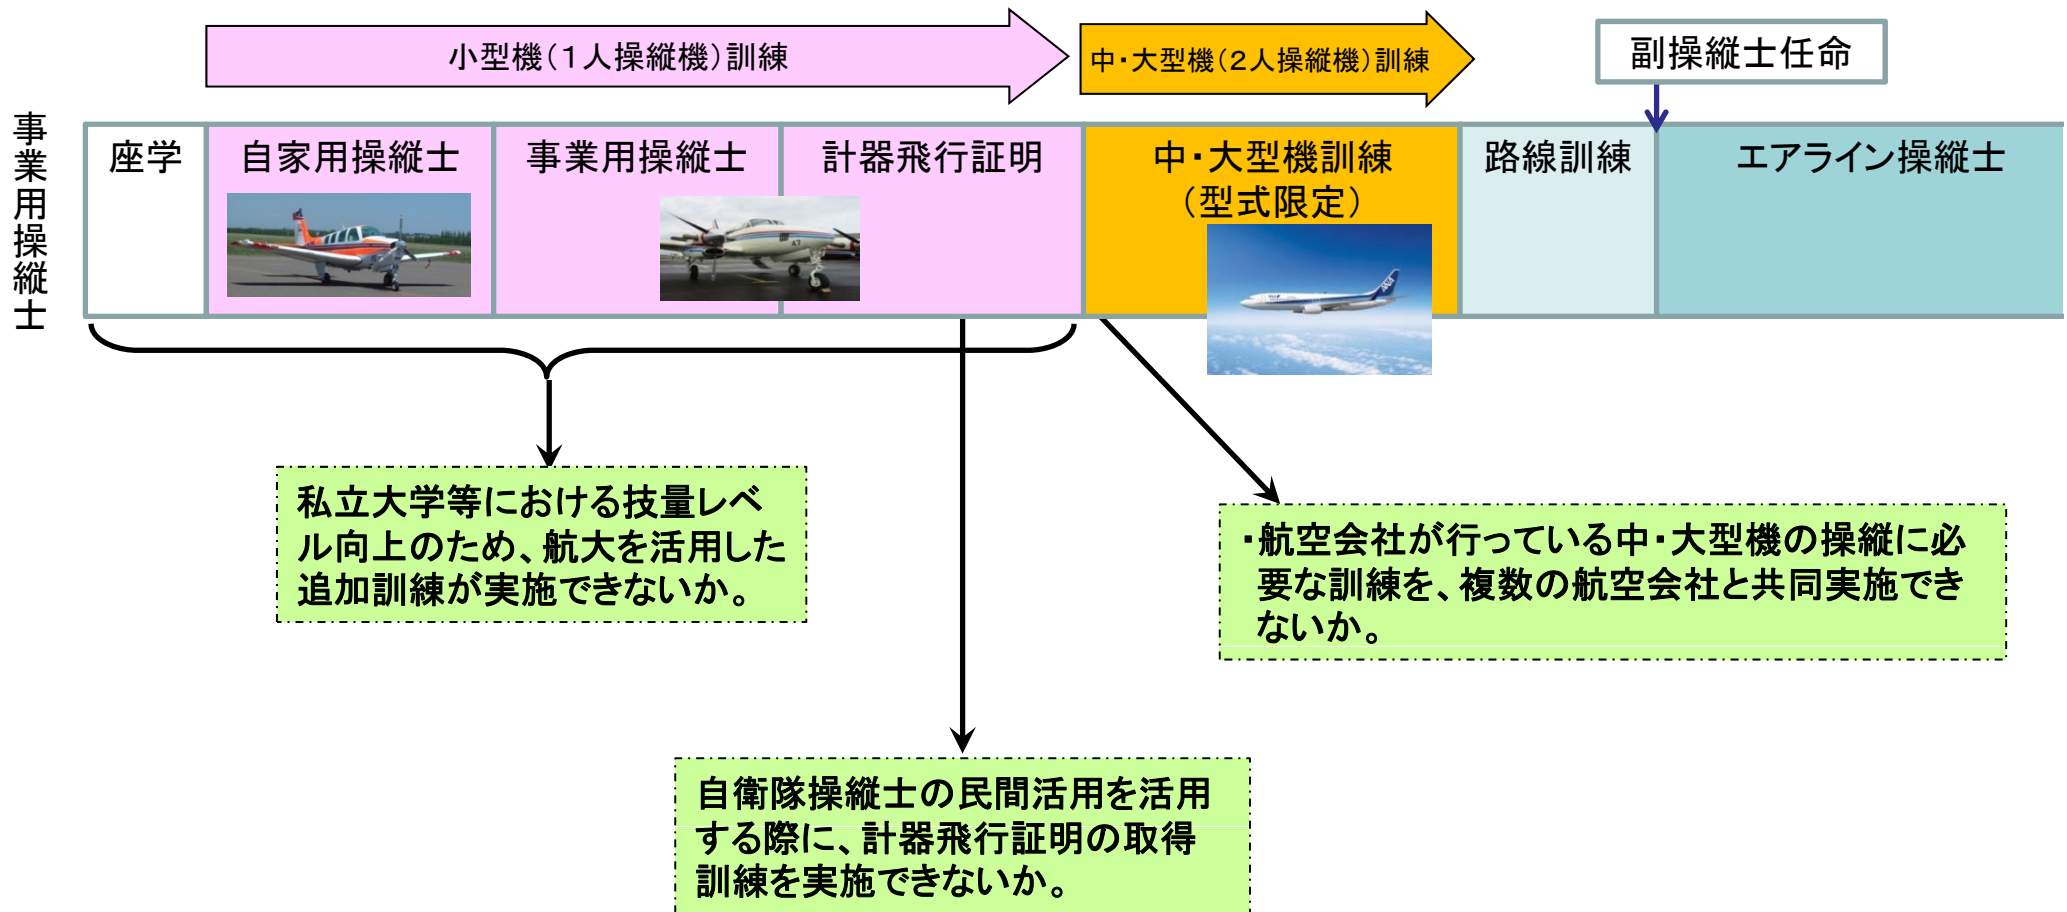 小型機(1人操縦機)訓練
中・大型機(2人操縦機)訓練
副操縦士任命
事業用操縦士
座学
自家用操縦士
事業用操縦士
計器飛行証明
中・大型機訓練
(型式限定)
路線訓練
エアライン操縦士
私立大学等における技量レベ
ル向上のため、航大を活用した
追加訓練が実施できないか。
・航空会社が行っている中・大型機の操縦に必
要な訓練を、複数の航空会社と共同実施でき
ないか。
自衛隊操縦士の民間活用を活用
する際に、計器飛行証明の取得
訓練を実施できないか。